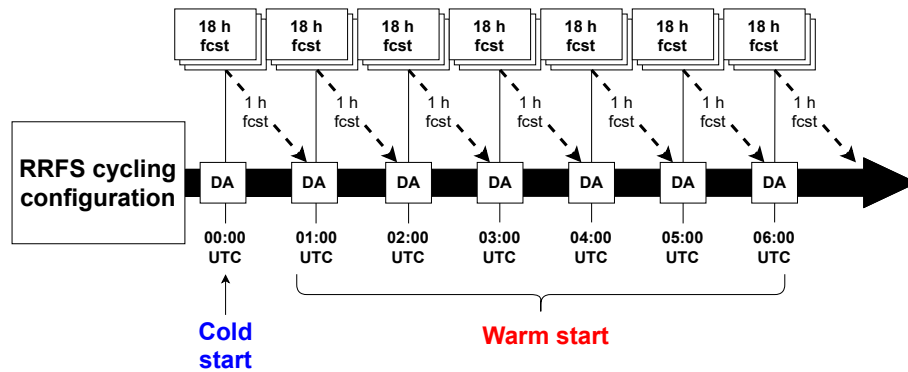 18 h
fcst
18 h
fcst
18 h
fcst
18 h
fcst
18 h
fcst
18 h
fcst
18 h
fcst
1 h
fcst
1 h
fcst
1 h
fcst
1 h
fcst
1 h
fcst
1 h
fcst
1 h
fcst
RRFS cycling
configuration
DA
DA
DA
DA
DA
DA
DA
00:00
UTC
01:00
UTC
02:00
UTC
03:00
UTC
04:00
UTC
05:00
UTC
06:00
UTC
Cold
start
Warm start